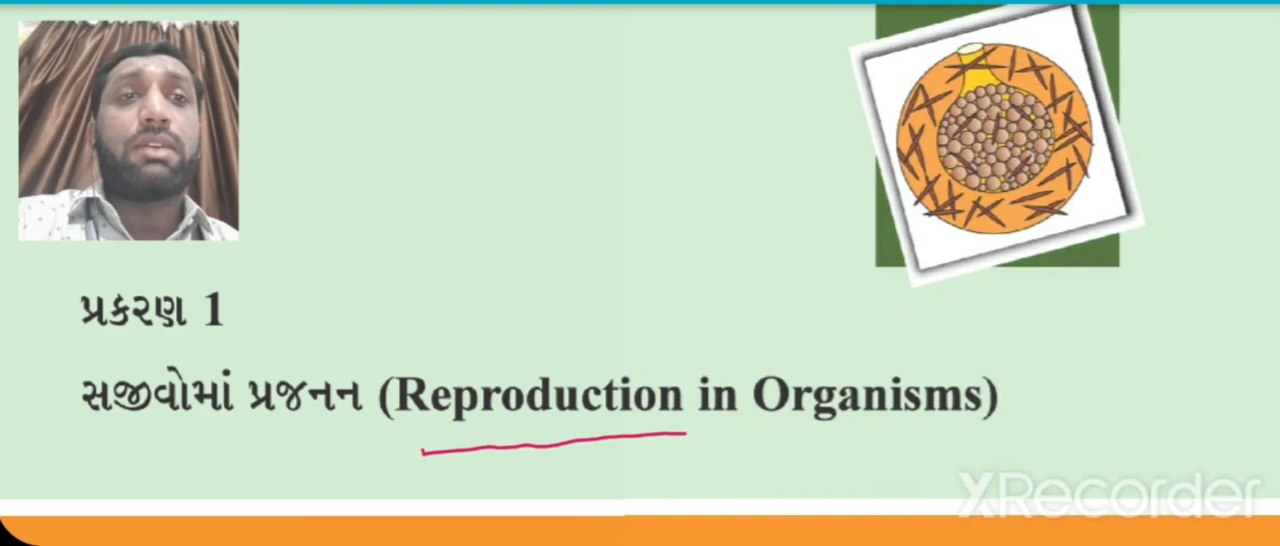 પ્રકરણ 1
સજીવોમાં પ્રજનન (Reproduction in Organisms)
XRecorder